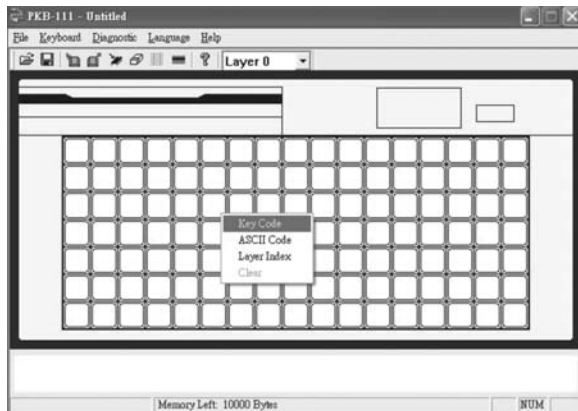 PKB-111 - Untitled
File Keyboard Diagnostic Language Help
Layer 0
Key Code
ASCII Code
Layer Index
Clear
Memory Left: 10000 Bytes
NUM